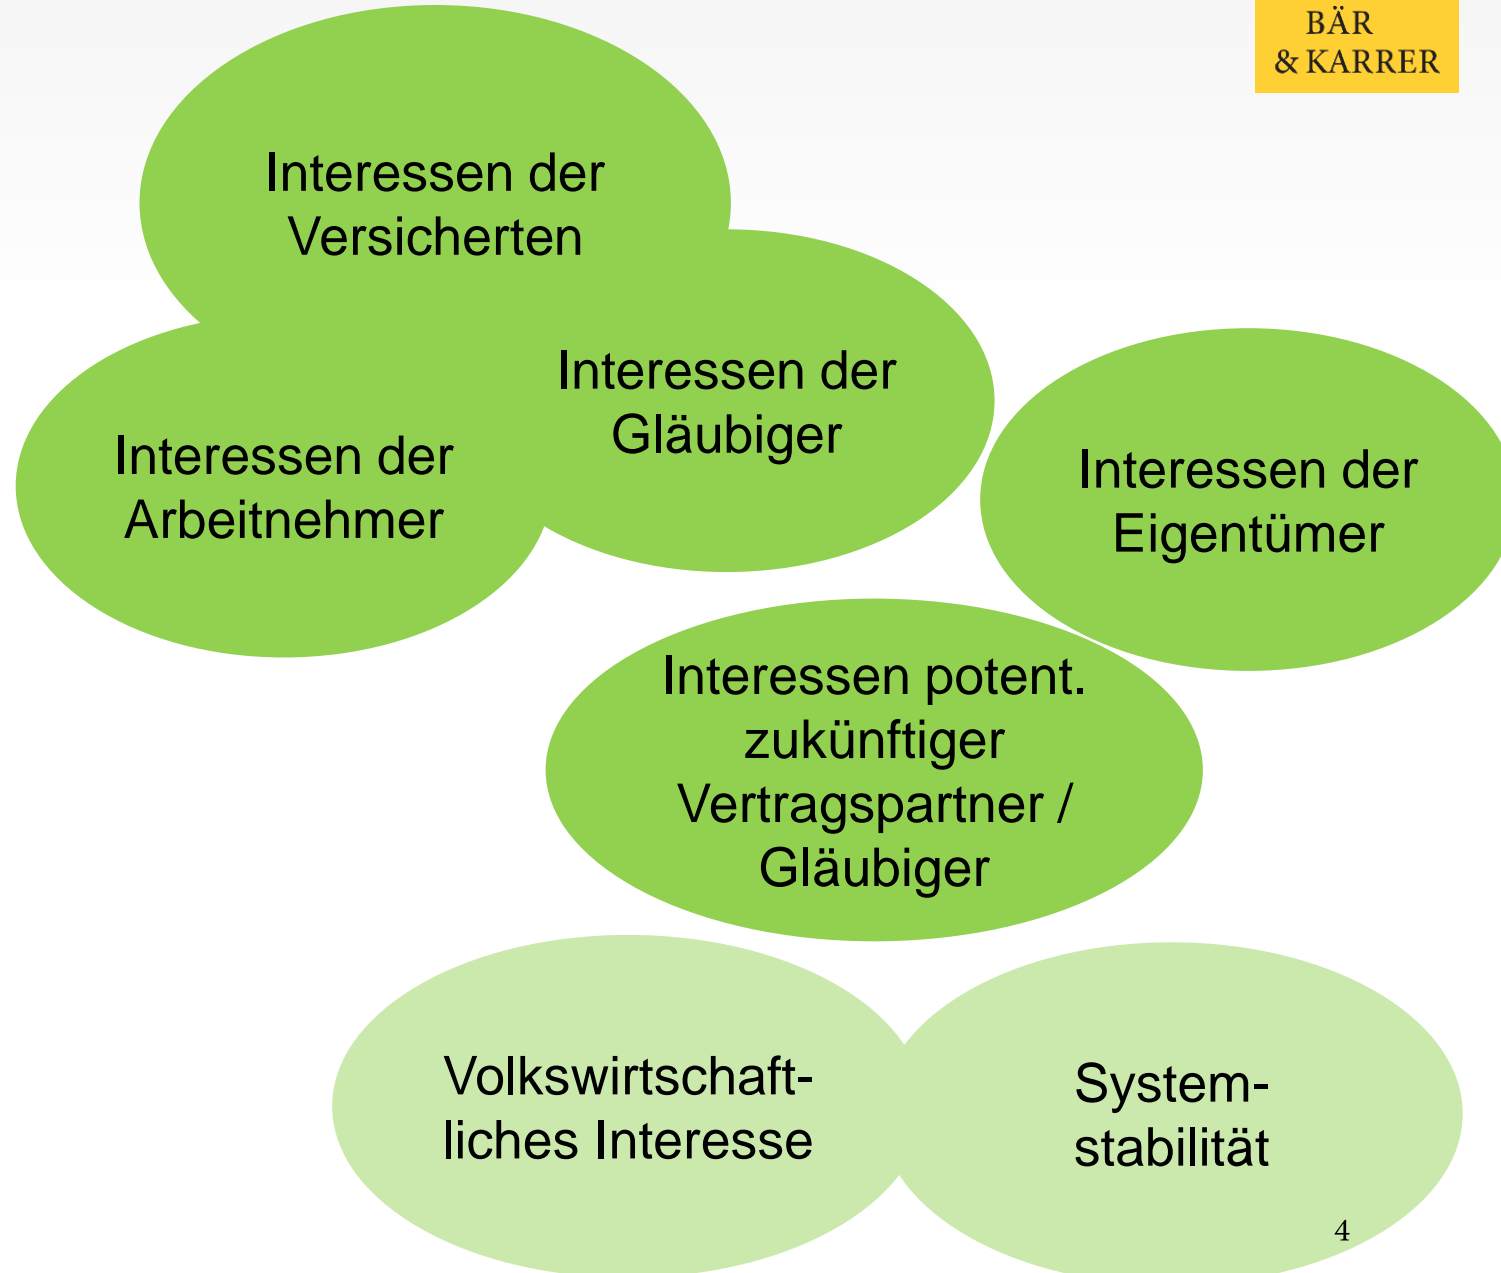 BÄR
& KARRER
Interessen der
Versicherten
Interessen der
Gläubiger
Interessen der
Arbeitnehmer
Interessen der
Eigentümer
Interessen potent.
zukünftiger
Vertragspartner /
Gläubiger
Volkswirtschaft-
liches Interesse
System-
stabilität
4